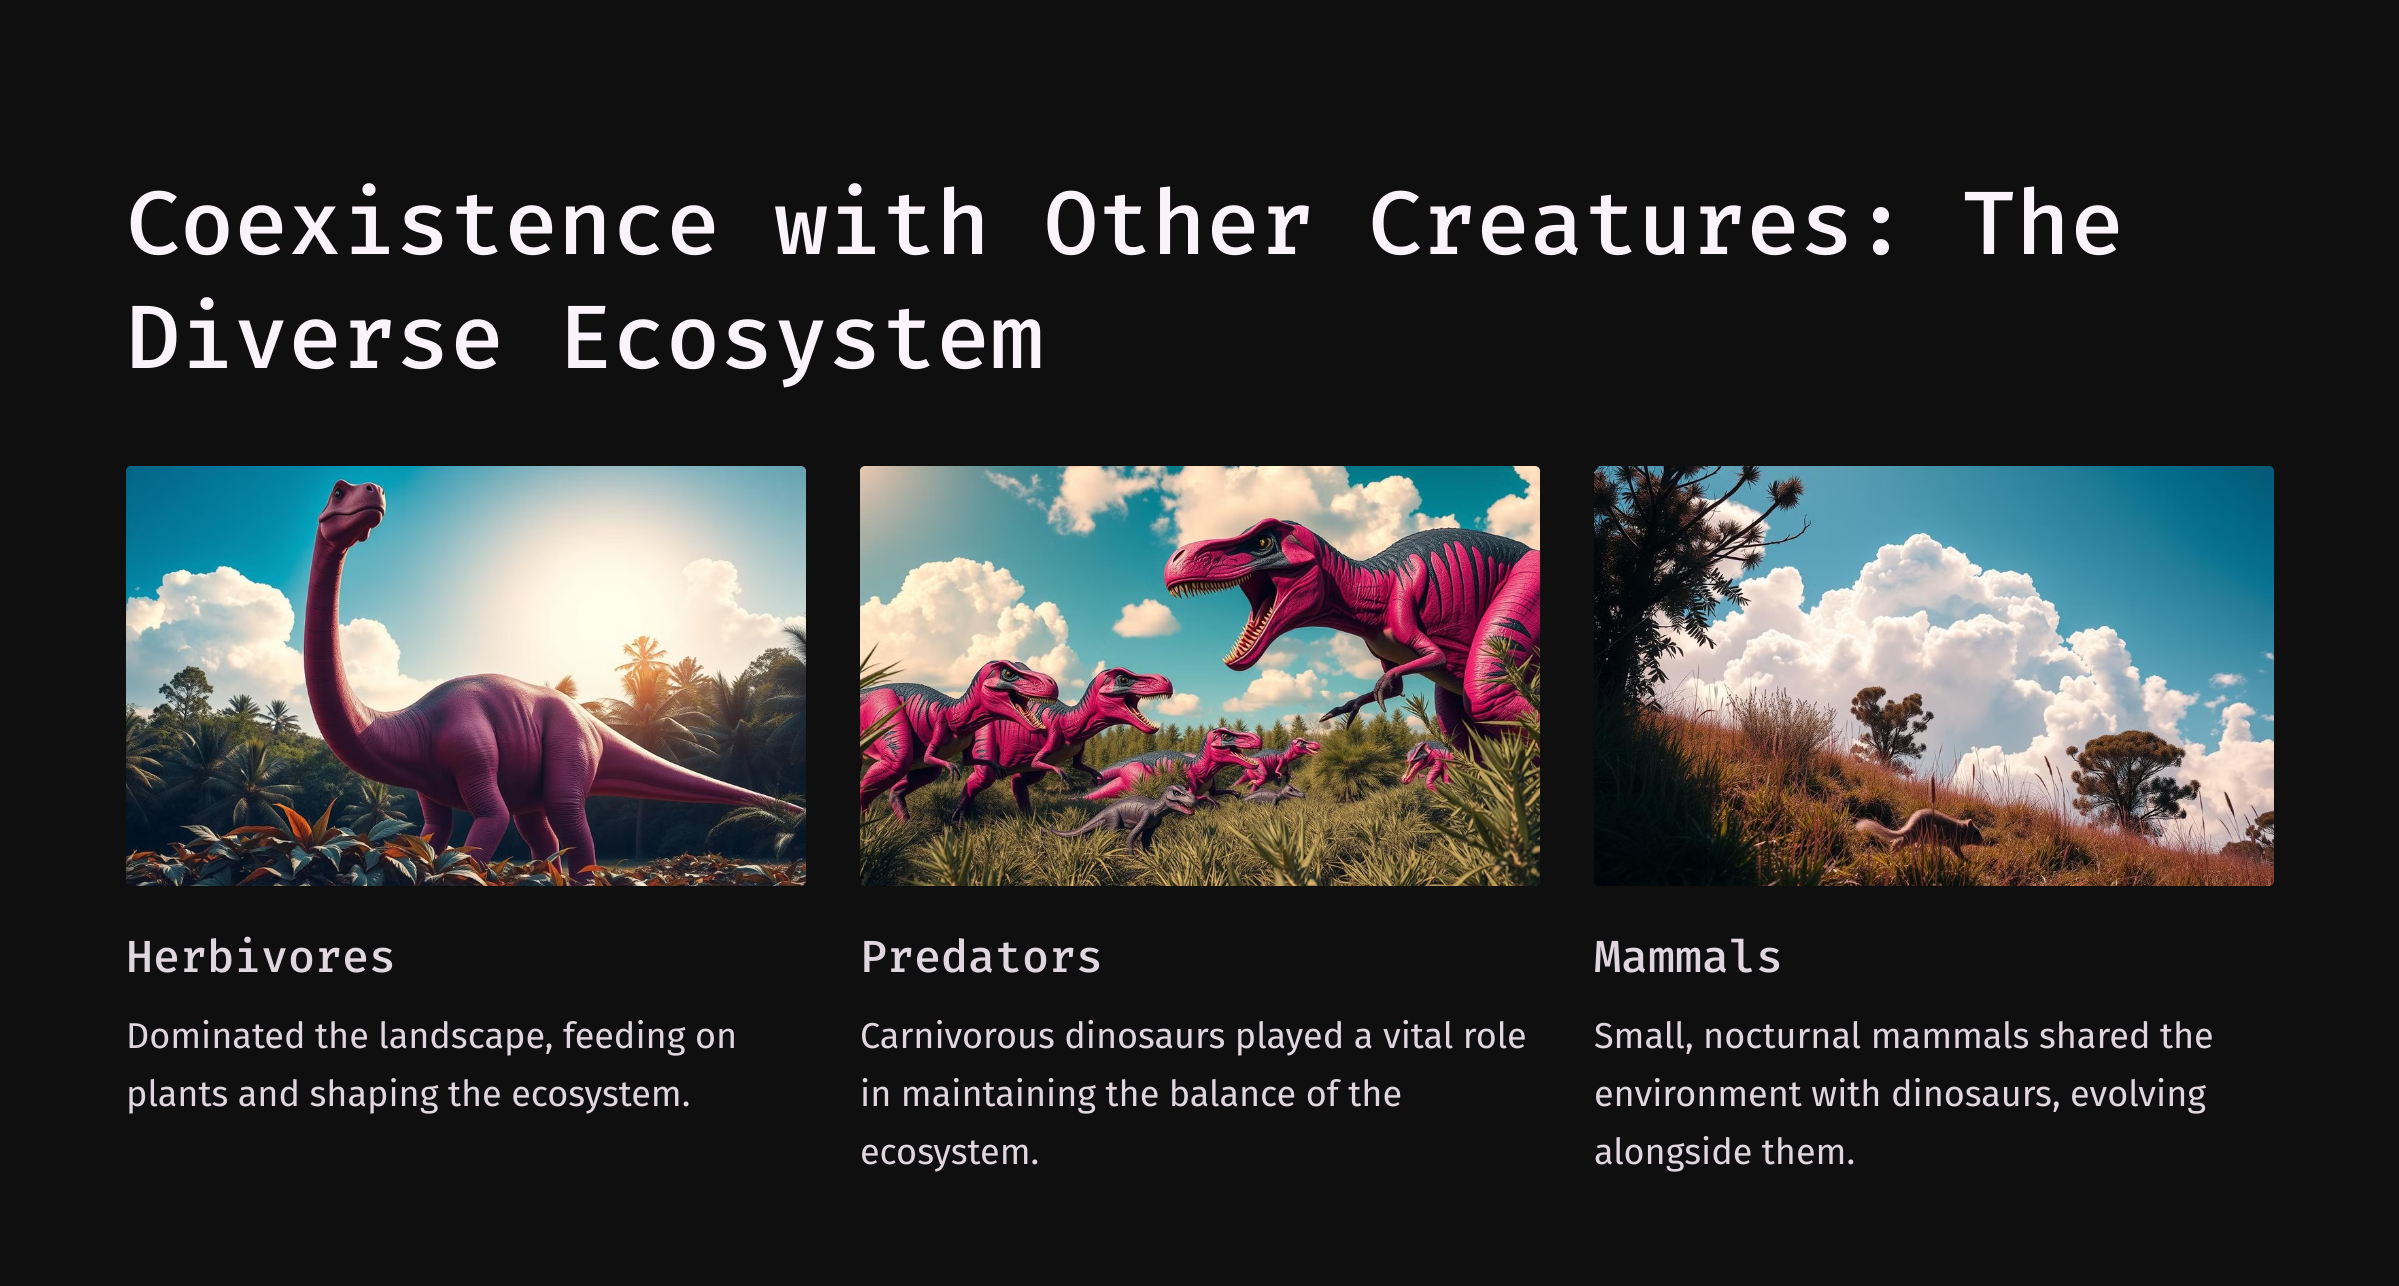 Coexistence with Other Creatures: The
Diverse Ecosystem
Herbivores
Dominated the landscape, feeding on
plants and shaping the ecosystem.
Predators
Carnivorous dinosaurs played a vital role
in maintaining the balance of the
ecosystem.
Mammals
Small, nocturnal mammals shared the
environment with dinosaurs, evolving
alongside them.